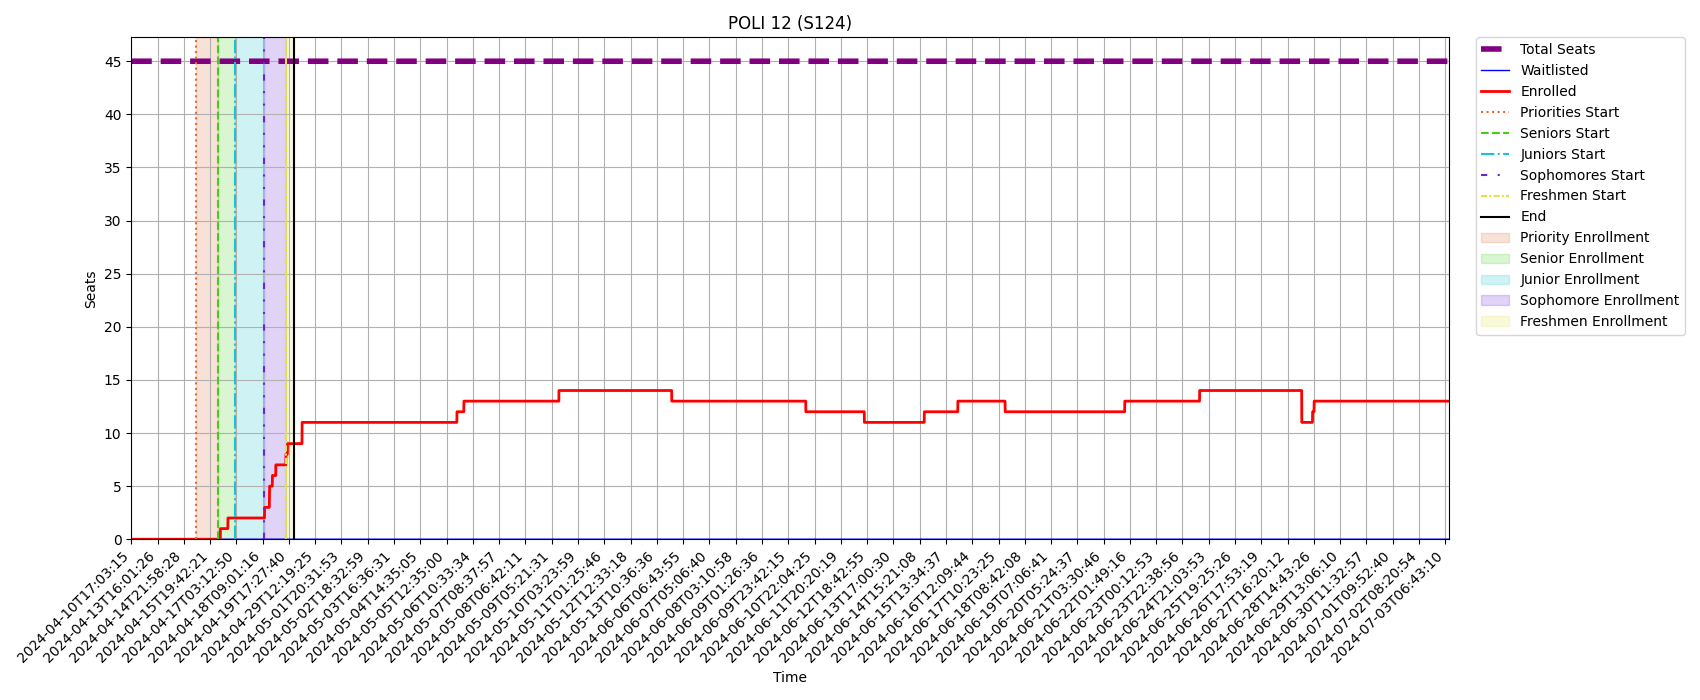 POLI 12 (S124)
Seats
45
40
35
30
25
20
15
10
5
0
2024-04-10T17:03:15
2024-04-13T16:01:26
2024-04-14T21:58:28
2024-04-15T19:42:21
2024-04-17T03:12:50
2024-04-18T09:01:16
2024-04-19T17:27:40
2024-04-29T12:19:25
2024-05-01T20:31:53
2024-05-02T18:32:59
2024-05-03T16:36:31
2024-05-04T14:35:05
2024-05-05T12:35:00
2024-05-06T10:33:34
2024-05-07T08:37:57
2024-05-08T06:42:11
2024-05-09T05:21:31
2024-05-10T03:23:59
2024-05-11T01:25:46
2024-05-12T12:33:18
2024-05-13T10:36:36
2024-06-06T06:43:55
2024-06-07T05:06:40
2024-06-08T03:10:58
2024-06-09T01:26:36
2024-06-09T23:42:15
2024-06-10T22:04:25
2024-06-11T20:20:19
2024-06-12T18:42:55
2024-06-13T17:00:30
2024-06-14T15:21:08
2024-06-15T13:34:37
2024-06-16T12:09:44
2024-06-17T10:23:25
2024-06-18T08:42:08
2024-06-19T07:06:41
2024-06-20T05:24:37
2024-06-21T03:30:46
2024-06-22T01:49:16
2024-06-23T00:12:53
2024-06-23T22:38:56
2024-06-24T21:03:53
2024-06-25T19:25:26
2024-06-26T17:53:19
2024-06-27T16:20:12
2024-06-28T14:43:26
2024-06-29T13:06:10
2024-06-30T11:32:57
2024-07-01T09:52:40
2024-07-02T08:20:54
2024-07-03T06:43:10
Time
Total Seats
Waitlisted
Enrolled
Priorities Start
Seniors Start
Juniors Start
Sophomores Start
Freshmen Start
End
Priority Enrollment
Senior Enrollment
Junior Enrollment
Sophomore Enrollment
Freshmen Enrollment